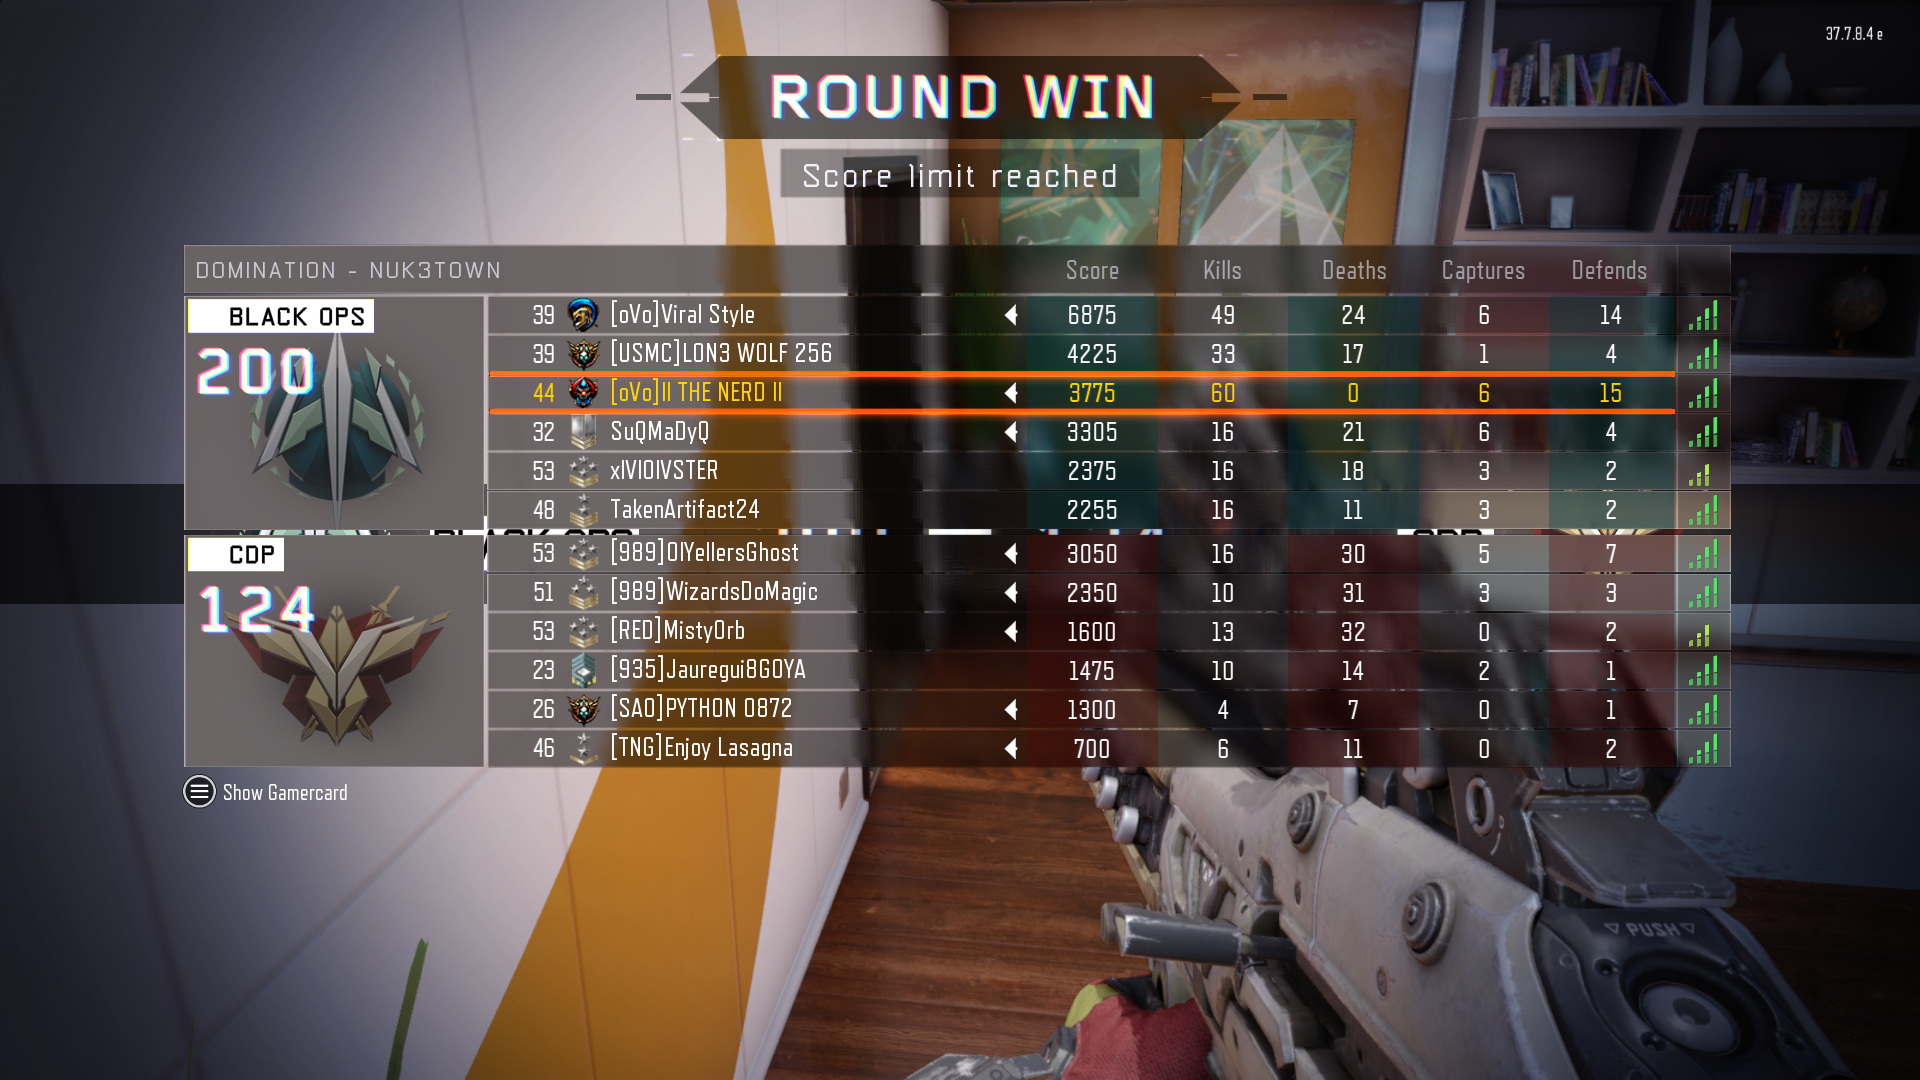 37.7.8.4 e
ROUND WIN
Score limit reached
DOMINATION - NUK3TOWN Score Kills Deaths Captures Defends
BLACK OPS
200
39 [oVo]Viral Style 6875 49 24 6 14
39 [USMC]LON3 WOLF 256 4225 33 17 1 4
44 [oVo]II THE NERD II 3775 60 0 6 15
32 SuQMaDyQ 3305 16 21 6 4
53 xIVIOIVSTER 2375 16 18 3 2
48 TakenArtifact24 2255 16 11 3 2
CDP
124
53 [989]OlYellersGhost 3050 16 30 5 7
51 [989]WizardsDoMagic 2350 10 31 3 3
53 [RED]MistyOrb 1600 13 32 0 2
23 [935]Jauregui8GOYA 1475 10 14 2 1
26 [SAO]PYTHON 0872 1300 4 7 0 1
46 [TNG]Enjoy Lasagna 700 6 11 0 2
Show Gamercard
PUSH